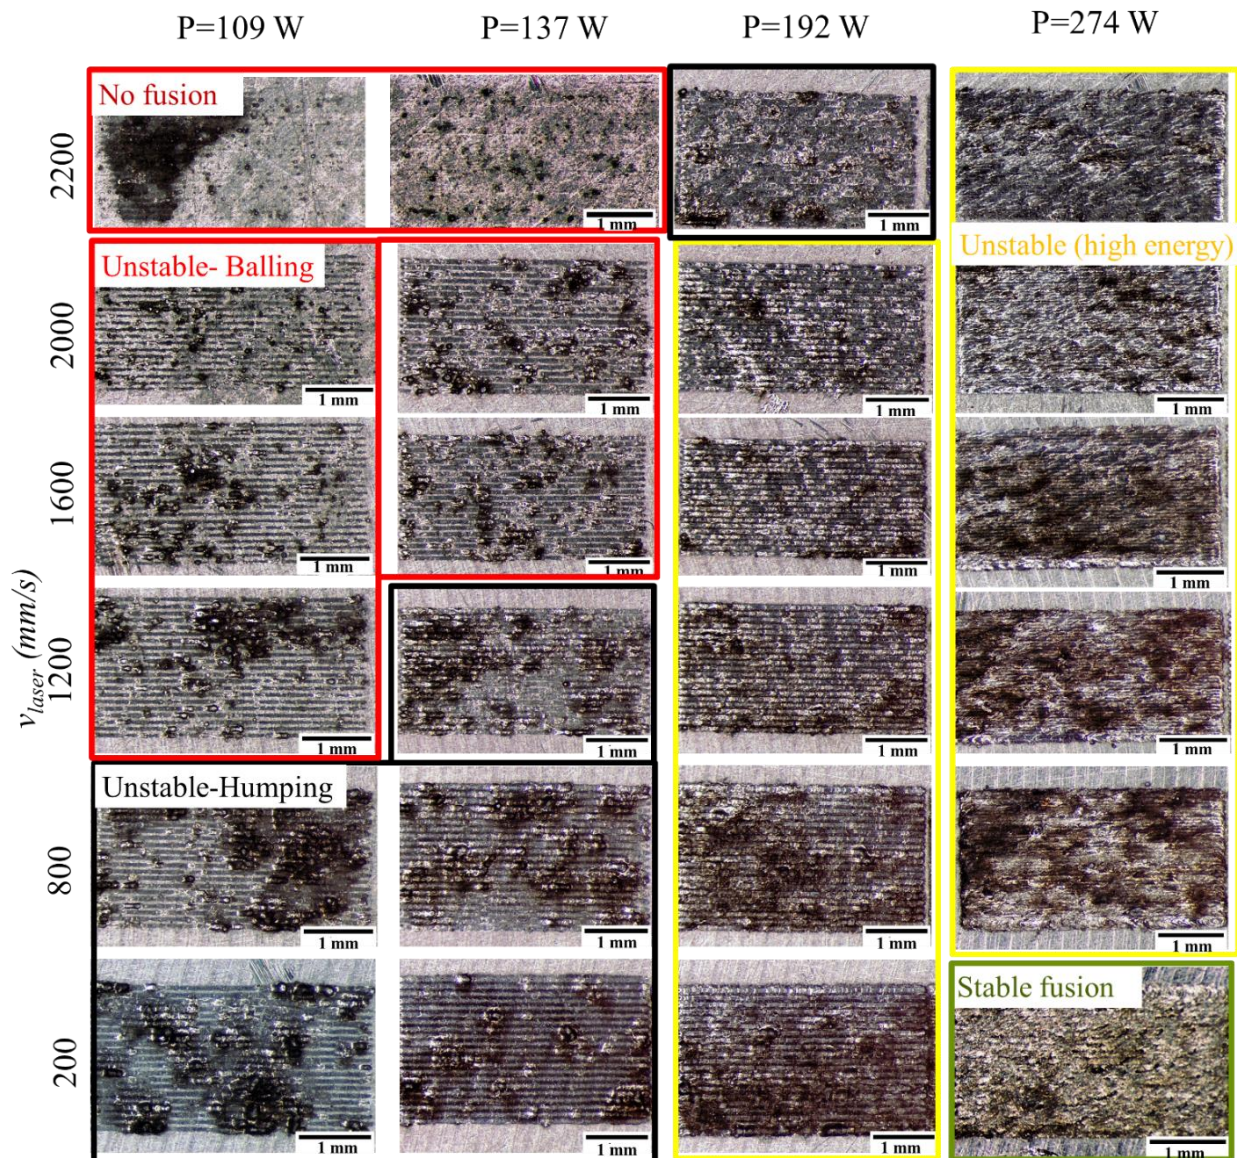 P=109 W P=137 W P=192 W P=274 W
No fusion
2200
1 mm 1 mm 1 mm
Unstable (high energy)
Unstable- Balling
2000
1 mm 1 mm 1 mm 1 mm
1600
1 mm 1 mm 1 mm 1 mm
v_laser (mm/s)
1200
1 mm 1 mm 1 mm 1 mm
Unstable-Humping
800
1 mm 1 mm 1 mm 1 mm
Stable fusion
200
1 mm 1 mm 1 mm 1 mm